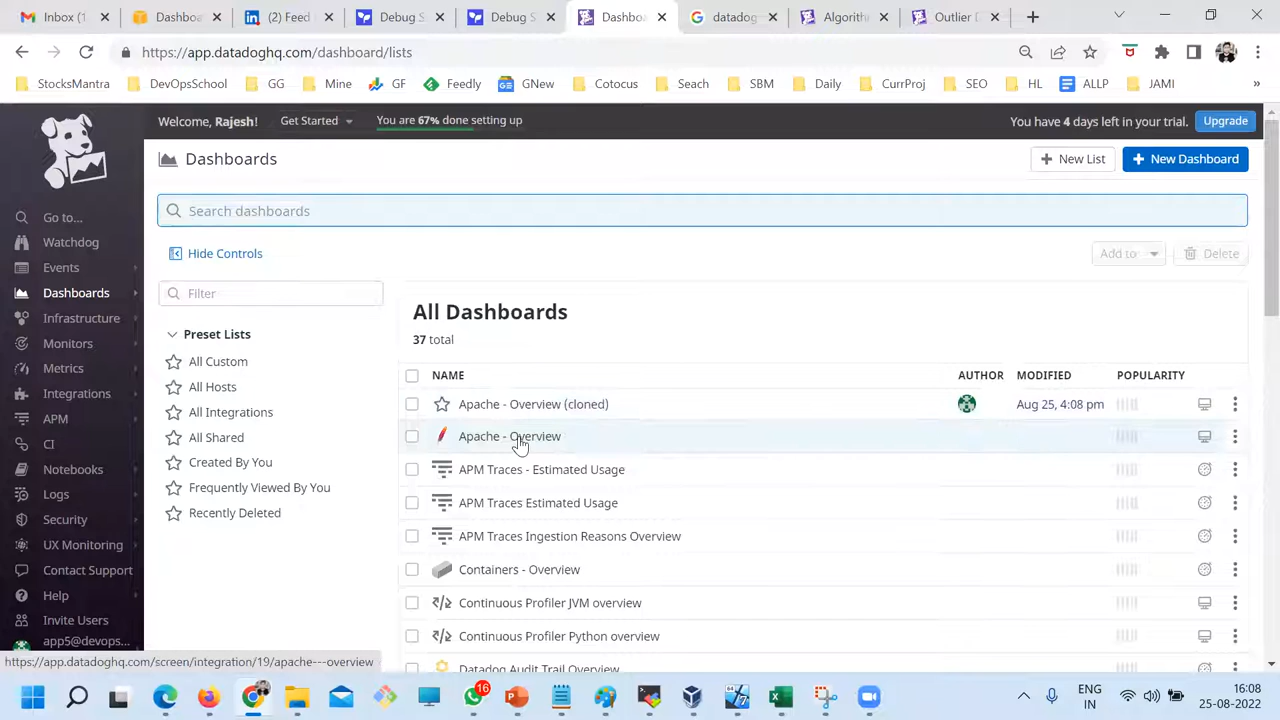 (1)
Dashboa
(2) Feed
Debug S
Debug S
Dashbo
datadog
Algorith
Outlier D
https://app.datadoghq.com/dashboard/lists
StocksMantra
DevOpsSchool
GG
Mine
GF
Feedly
GNew
Cotocus
Seach
SBM
Daily
CurrProj
SEO
HL
ALLP
JAMI
»
Welcome, Rajesh!
Get Started
You are 67% done setting up
You have 4 days left in your trial.
Upgrade
Dashboards
+ New List
+ New Dashboard
Search dashboards
Hide Controls
Add to
Delete
Go to...
Watchdog
Events
Dashboards
Infrastructure
Monitors
Metrics
Integrations
APM
CI
Notebooks
Logs
Security
UX Monitoring
Contact Support
Help
Invite Users
app5@devops...
Filter
Preset Lists
All Custom
All Hosts
All Integrations
All Shared
Created By You
Frequently Viewed By You
Recently Deleted
All Dashboards
37 total
NAME AUTHOR MODIFIED POPULARITY
Apache - Overview (cloned) Aug 25, 4:08 pm
Apache - Overview
APM Traces - Estimated Usage
APM Traces Estimated Usage
APM Traces Ingestion Reasons Overview
Containers - Overview
Continuous Profiler JVM overview
Continuous Profiler Python overview
Datadog Audit Trail Overview
https://app.datadoghq.com/screen/integration/19/apache---overview
16
ENG
IN
16:08
25-08-2022